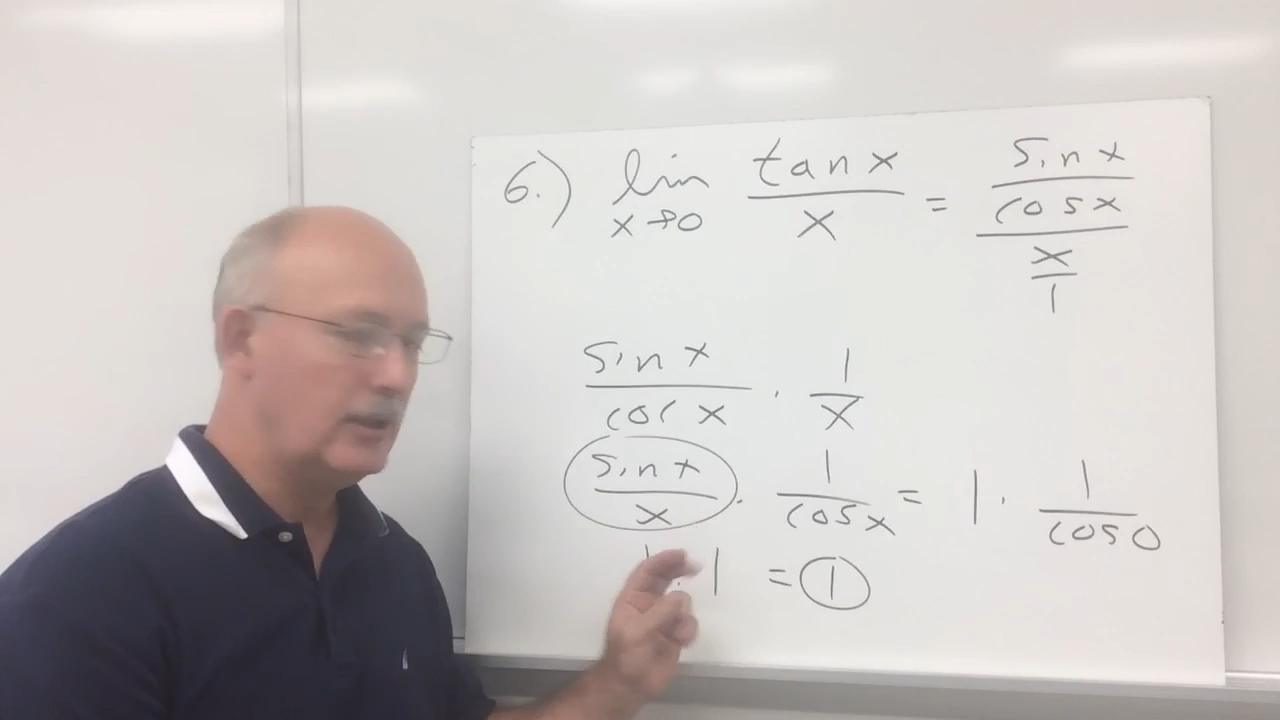 6.) lim x→0 tan x / x = sin x / cos x / x / 1
sin x / cos x · 1 / x
sin x / x · 1 / cos x = 1 · 1 / cos 0
1 · 1 = 1